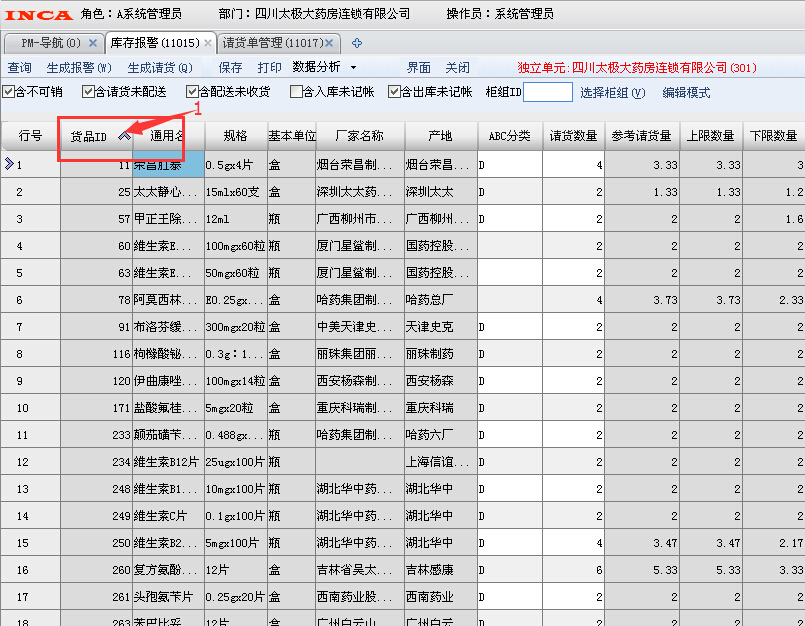 INCA 角色：A系统管理员 部门：四川太极大药房连锁有限公司 操作员：系统管理员
PM-导航(0) × 库存报警(11015) × 请货单管理(11017) ×
查询 生成报警(W) 生成请货(Q) 保存 打印 数据分析 界面 关闭 独立单元:四川太极大药房连锁有限公司(301)
含不可销 含请货未配送 含配送未收货 含入库未记帐 含出库未记帐 柜组ID 选择柜组(V) 编辑模式
1
行号 货品ID 通用名 规格 基本单位 厂家名称 产地 ABC分类 请货数量 参考请货量 上限数量 下限数量
1 11 荣昌肛泰 0.5gx4片 盒 烟台荣昌制... 烟台荣昌... D 4 3.33 3.33 3
2 25 太太静心... 15mlx60支 盒 深圳太太药... 深圳太太 D 2 1.33 1.33 1.2
3 57 甲正王除... 12ml 瓶 广西柳州市... 广西柳州... D 2 2 2 1.6
4 60 维生素E... 100mgx60粒 瓶 厦门星鲨制... 国药控股... 2 2 2 2
5 63 维生素E... 50mgx60粒 瓶 厦门星鲨制... 国药控股... 2 2 2 2
6 78 阿莫西林... E0.25gx... 盒 哈药集团制... 哈药总厂 4 3.73 3.73 2.33
7 91 布洛芬缓... 300mgx20粒 盒 中美天津史... 天津史克 D 2 2 2 2
8 116 枸橼酸铋... 0.3g：1... 盒 丽珠集团丽... 丽珠制药 D 2 2 2 2
9 120 伊曲康唑... 100mgx14粒 盒 西安杨森制... 西安杨森 D 2 2 2 2
10 171 盐酸氟桂... 5mgx20粒 盒 重庆科瑞制... 重庆科瑞 D 2 2 2 2
11 233 颠茄磺苄... 0.488gx... 瓶 哈药集团制... 哈药六厂 D 2 2 2 2
12 234 维生素B12片 25ugx100片 瓶 上海信谊... D 2 2 2 2
13 248 维生素B1... 10mgx100片 瓶 湖北华中药... 湖北华中 D 2 2 2 2
14 249 维生素C片 0.1gx100片 瓶 湖北华中药... 湖北华中 D 2 2 2 2
15 250 维生素B2... 5mgx100片 瓶 湖北华中药... 湖北华中 D 4 3.47 3.47 2.17
16 260 复方氨酚... 12片 盒 吉林省吴太... 吉林感康 D 6 5.33 5.33 3.33
17 261 头孢氨苄片 0.25gx20片 盒 西南药业股... 西南药业 D 2 2 2 2
18 263 苯巴比妥... 12片 瓶 广州白云山... 广州白云... D 2 2 2 2